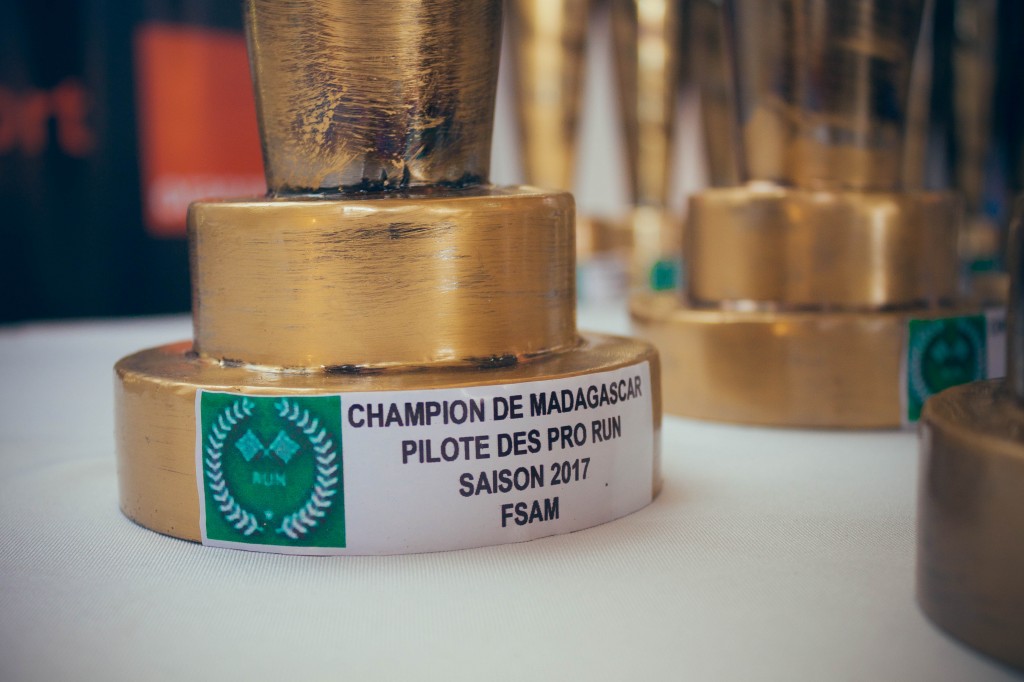 CHAMPION DE MADAGASCAR
PILOTE DES PRO RUN
SAISON 2017
FSAM
RUN